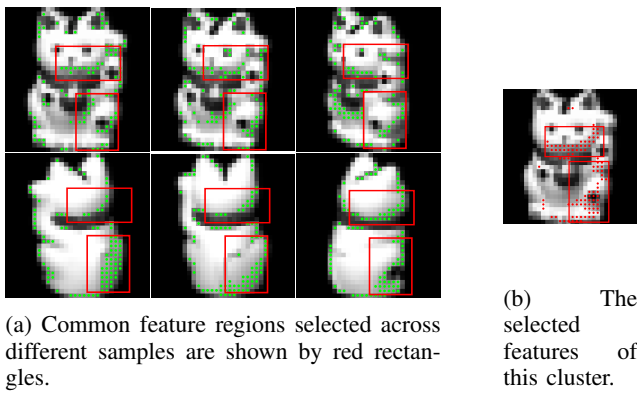 (a) Common feature regions selected across
different samples are shown by red rectan-
gles.
(b) The
selected
features of
this cluster.